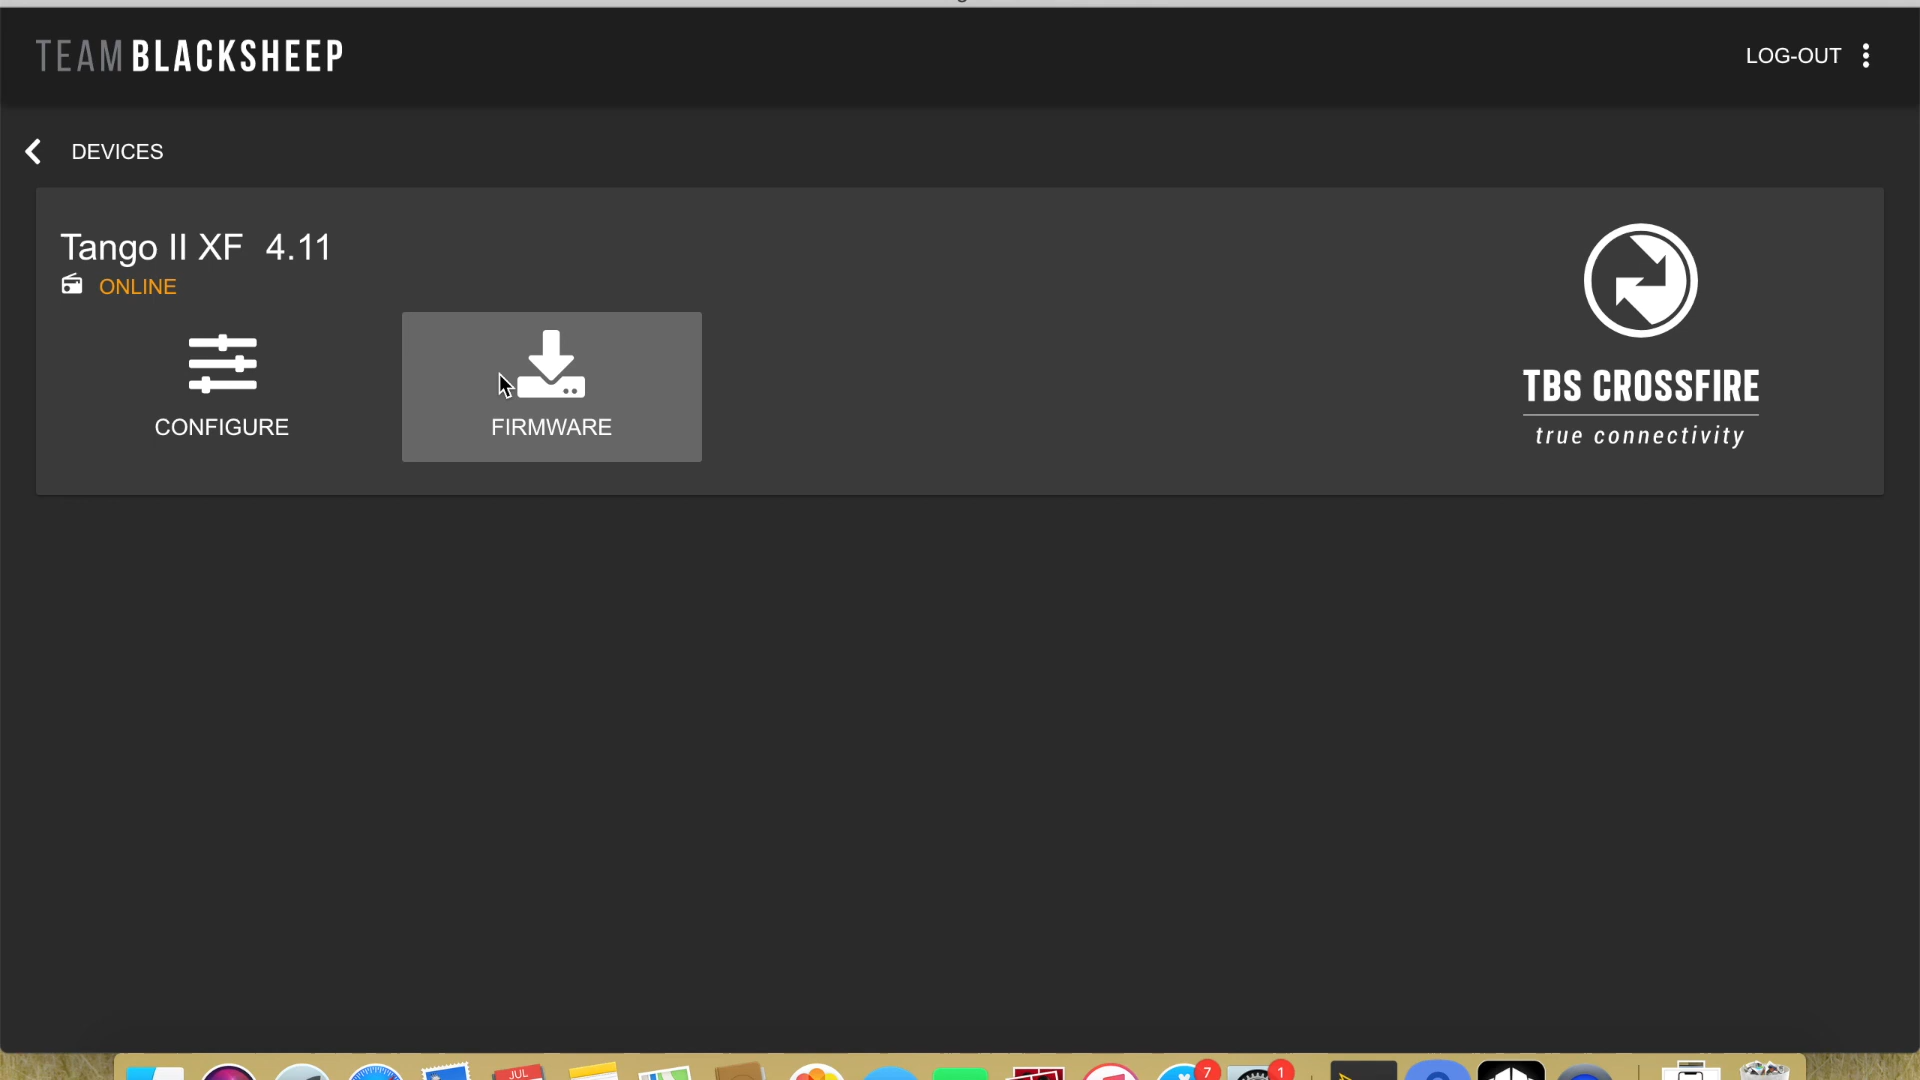 TEAM BLACKSHEEP
LOG-OUT
DEVICES
Tango II XF 4.11
ONLINE
CONFIGURE
FIRMWARE
TBS CROSSFIRE
true connectivity
JUL
7
1